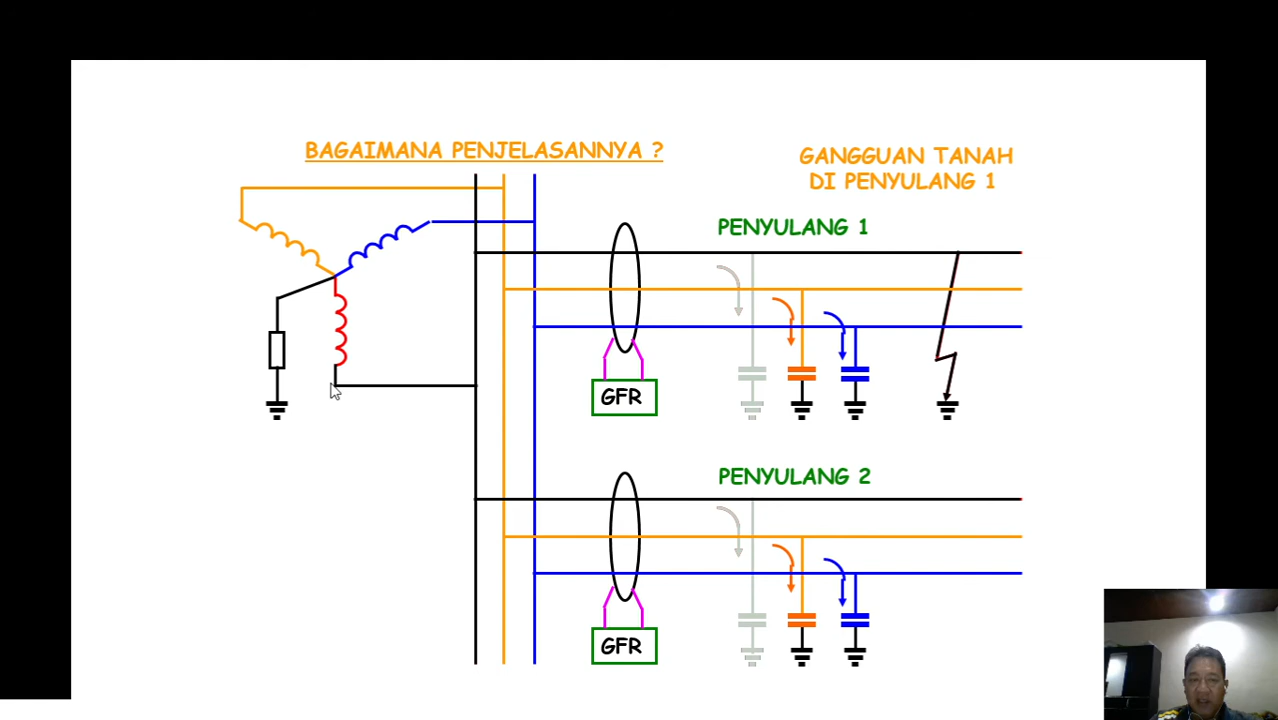 BAGAIMANA PENJELASANNYA ?
GANGGUAN TANAH
DI PENYULANG 1
PENYULANG 1
GFR
PENYULANG 2
GFR